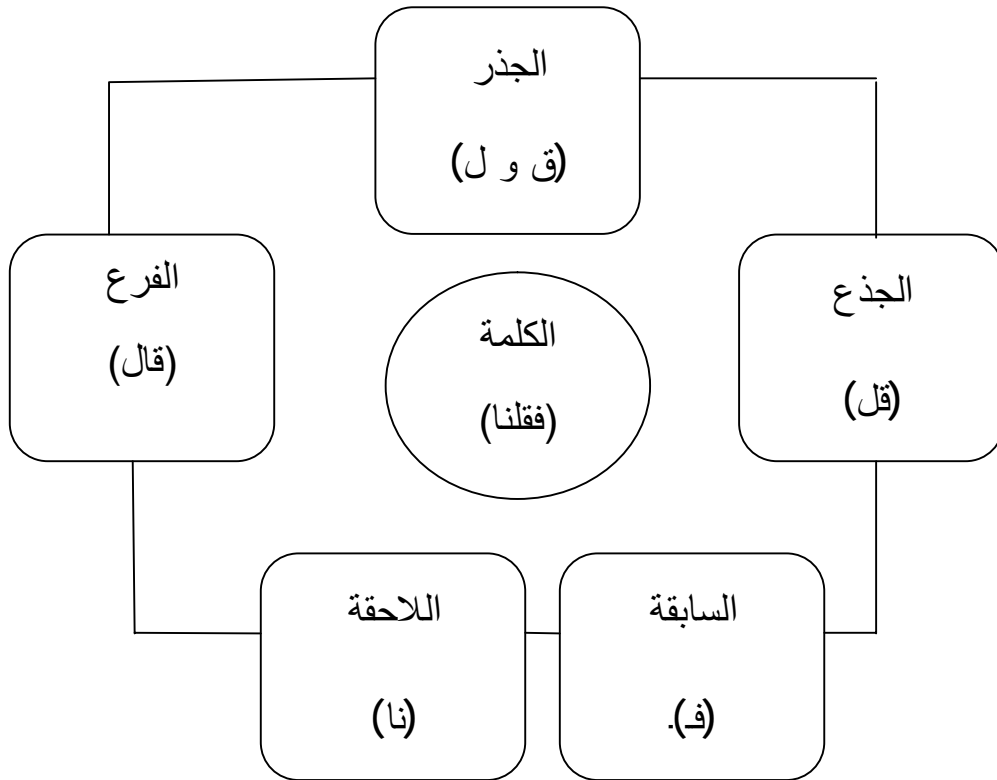 الجذر
(ق و ل)
الجذع
(قل)
الفرع
(قال)
الكلمة
(فقلنا)
السابقة
(فـ).
اللاحقة
(نا)